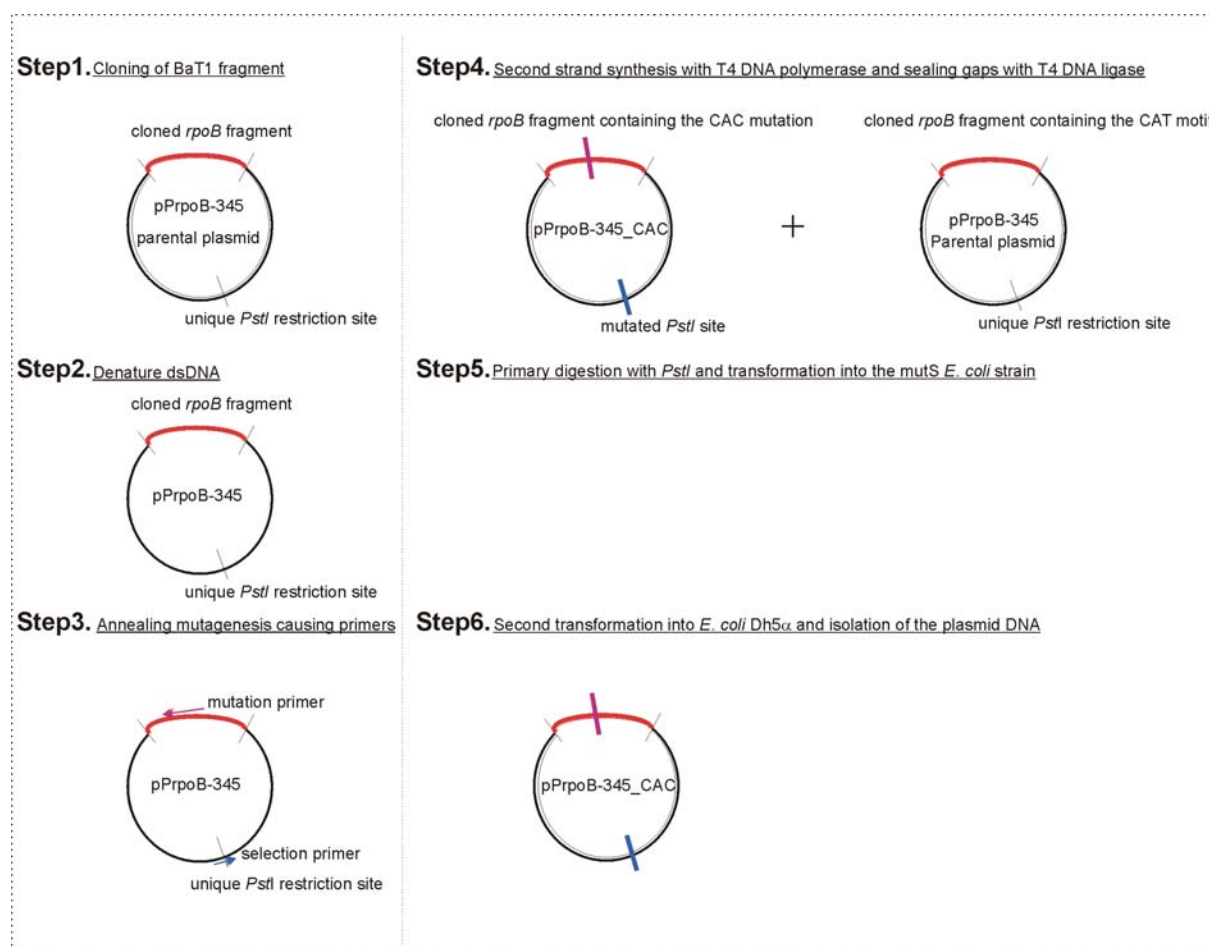 Step1. Cloning of BaT1 fragment
cloned rpoB fragment
pPrpoB-345
parental plasmid
unique PstI restriction site
Step2. Denature dsDNA
cloned rpoB fragment
pPrpoB-345
unique PstI restriction site
Step3. Annealing mutagenesis causing primers
mutation primer
pPrpoB-345
selection primer
unique PstI restriction site
Step4. Second strand synthesis with T4 DNA polymerase and sealing gaps with T4 DNA ligase
cloned rpoB fragment containing the CAC mutation
cloned rpoB fragment containing the CAT motif
pPrpoB-345_CAC
+
pPrpoB-345
Parental plasmid
mutated PstI site
unique PstI restriction site
Step5. Primary digestion with PstI and transformation into the mutS E. coli strain
Step6. Second transformation into E. coli Dh5α and isolation of the plasmid DNA
pPrpoB-345_CAC